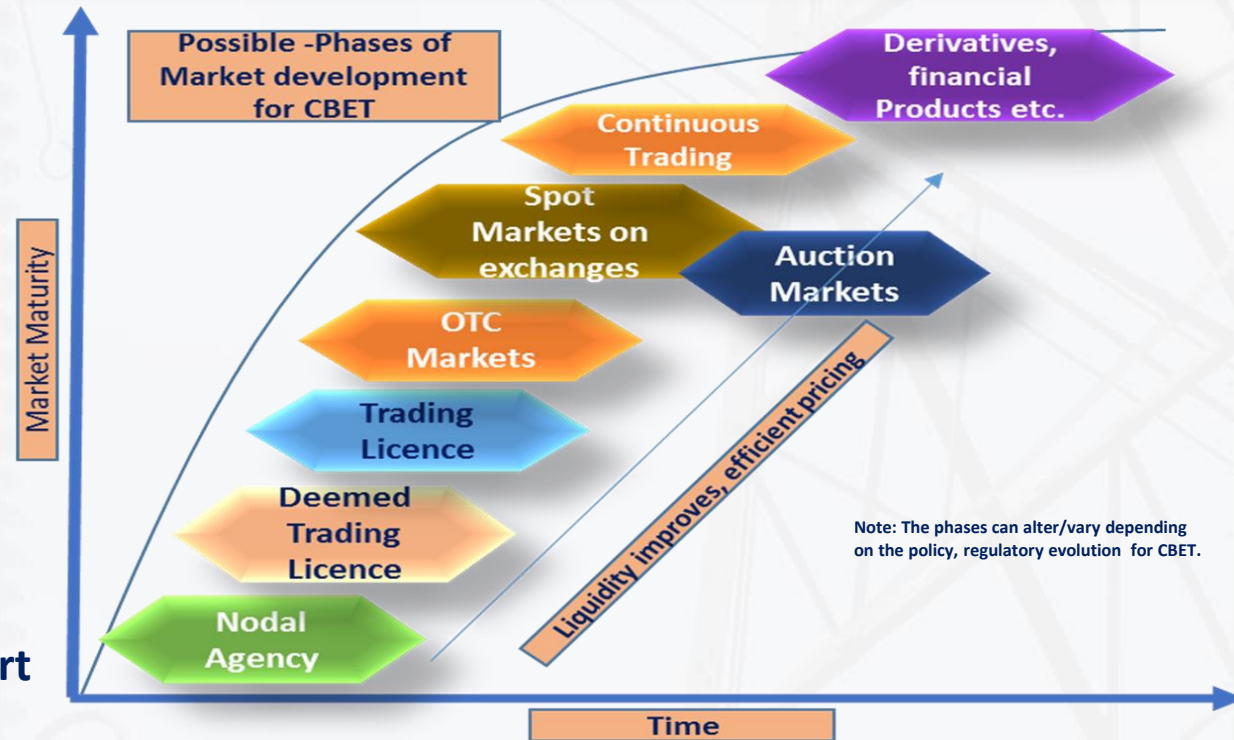 Possible -Phases of
Market development
for CBET
Derivatives,
financial
Products etc.
Continuous
Trading
Spot
Markets on
exchanges
Auction
Markets
OTC
Markets
Trading
Licence
Deemed
Trading
Licence
Nodal
Agency
Market Maturity
Liquidity improves, efficient pricing
Note: The phases can alter/vary depending
on the policy, regulatory evolution for CBET.
rt
Time